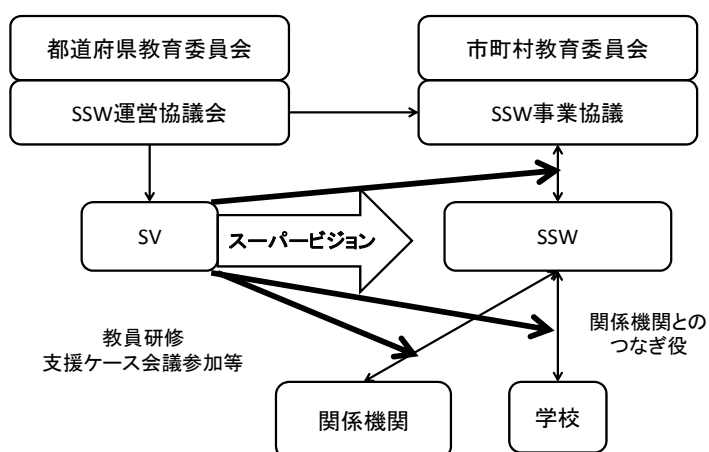 都道府県教育委員会
市町村教育委員会
SSW運営協議会
SSW事業協議
SV
スーパービジョン
SSW
教員研修
支援ケース会議参加等
関係機関との
つなぎ役
関係機関
学校